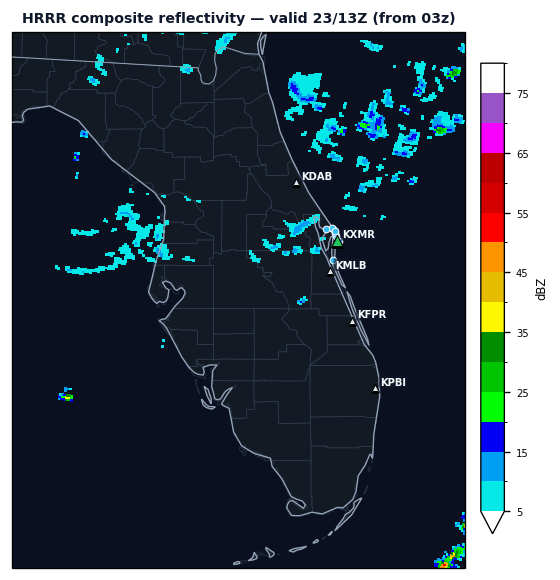 HRRR composite reflectivity — valid 23/13Z (from 03z)
KDAB
KXMR
KMLB
KFPR
KPBI
75
65
55
45
35
25
15
5
dBZ